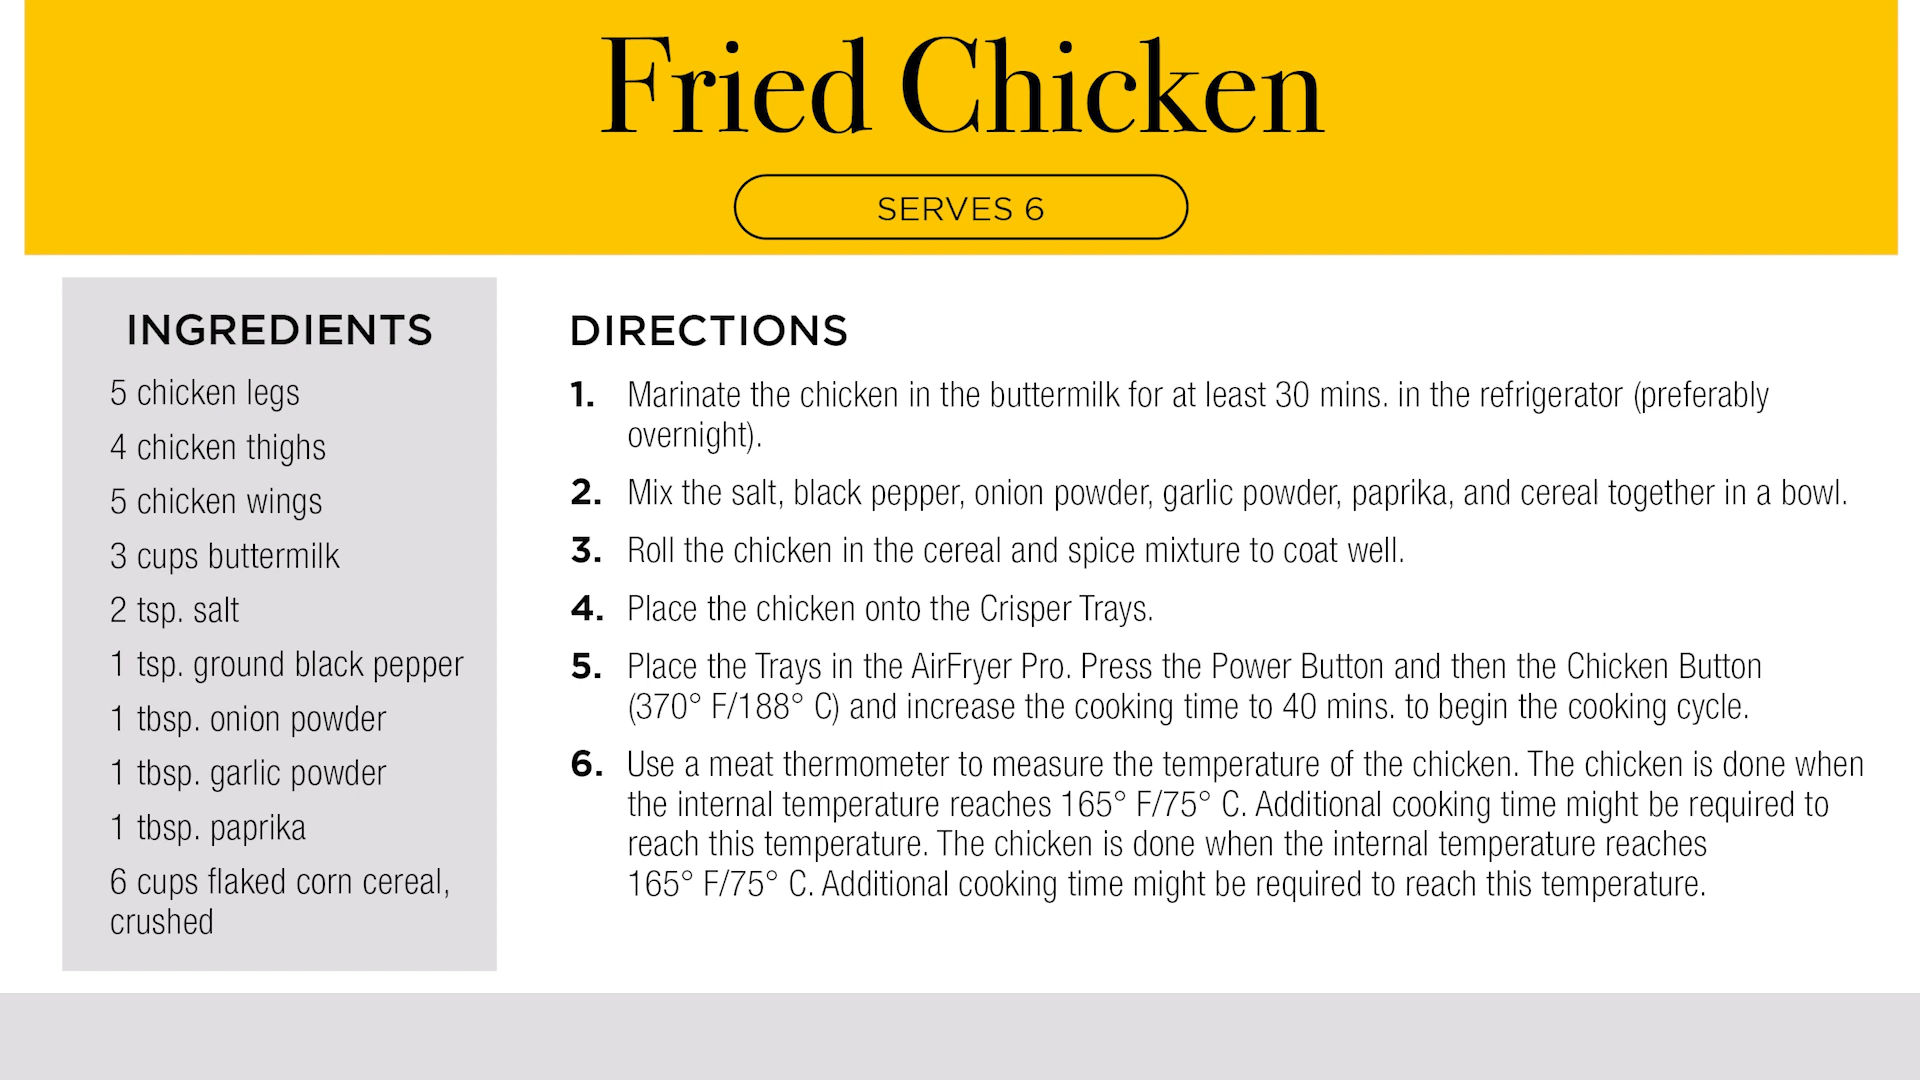 Fried Chicken
SERVES 6
INGREDIENTS
5 chicken legs
4 chicken thighs
5 chicken wings
3 cups buttermilk
2 tsp. salt
1 tsp. ground black pepper
1 tbsp. onion powder
1 tbsp. garlic powder
1 tbsp. paprika
6 cups flaked corn cereal,
crushed
DIRECTIONS
1. Marinate the chicken in the buttermilk for at least 30 mins. in the refrigerator (preferably
overnight).
2. Mix the salt, black pepper, onion powder, garlic powder, paprika, and cereal together in a bowl.
3. Roll the chicken in the cereal and spice mixture to coat well.
4. Place the chicken onto the Crisper Trays.
5. Place the Trays in the AirFryer Pro. Press the Power Button and then the Chicken Button
(370° F/188° C) and increase the cooking time to 40 mins. to begin the cooking cycle.
6. Use a meat thermometer to measure the temperature of the chicken. The chicken is done when
the internal temperature reaches 165° F/75° C. Additional cooking time might be required to
reach this temperature. The chicken is done when the internal temperature reaches
165° F/75° C. Additional cooking time might be required to reach this temperature.